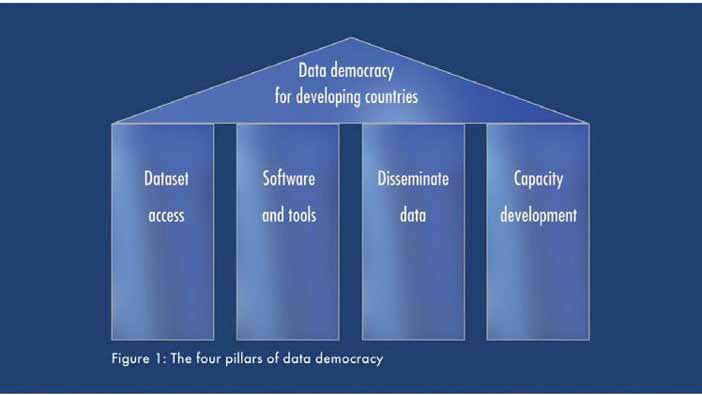 Data democracy
for developing countries
Dataset
access
Software
and tools
Disseminate
data
Capacity
development
Figure 1: The four pillars of data democracy